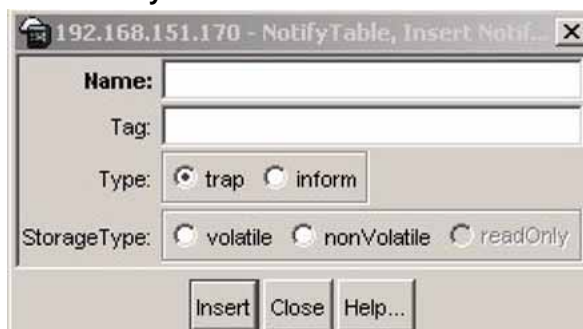 192.168.151.170 - NotifyTable, Insert Notif...
Name:
Tag:
Type: trap inform
StorageType: volatile nonVolatile readOnly
Insert Close Help...